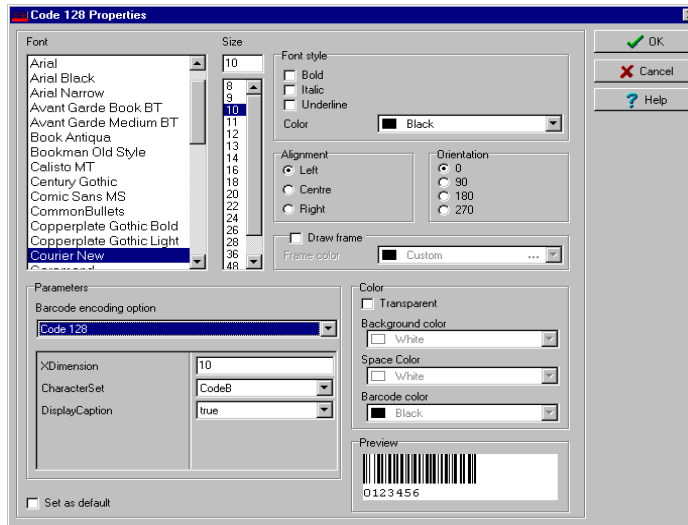 Code 128 Properties
Font
Arial
Arial Black
Arial Narrow
Avant Garde Book BT
Avant Garde Medium BT
Book Antiqua
Bookman Old Style
Calisto MT
Century Gothic
Comic Sans MS
CommonBullets
Copperplate Gothic Bold
Copperplate Gothic Light
Courier New
Garamond
Size
10
8
9
10
11
12
13
14
16
18
20
22
24
26
28
36
48
Font style
Bold
Italic
Underline
Color
Black
Alignment
Left
Centre
Right
Orientation
0
90
180
270
Draw frame
Frame color
Custom ...
OK
Cancel
Help
Parameters
Barcode encoding option
Code 128
XDimension
10
CharacterSet
CodeB
DisplayCaption
true
Set as default
Color
Transparent
Background color
White
Space Color
White
Barcode color
Black
Preview
0123456